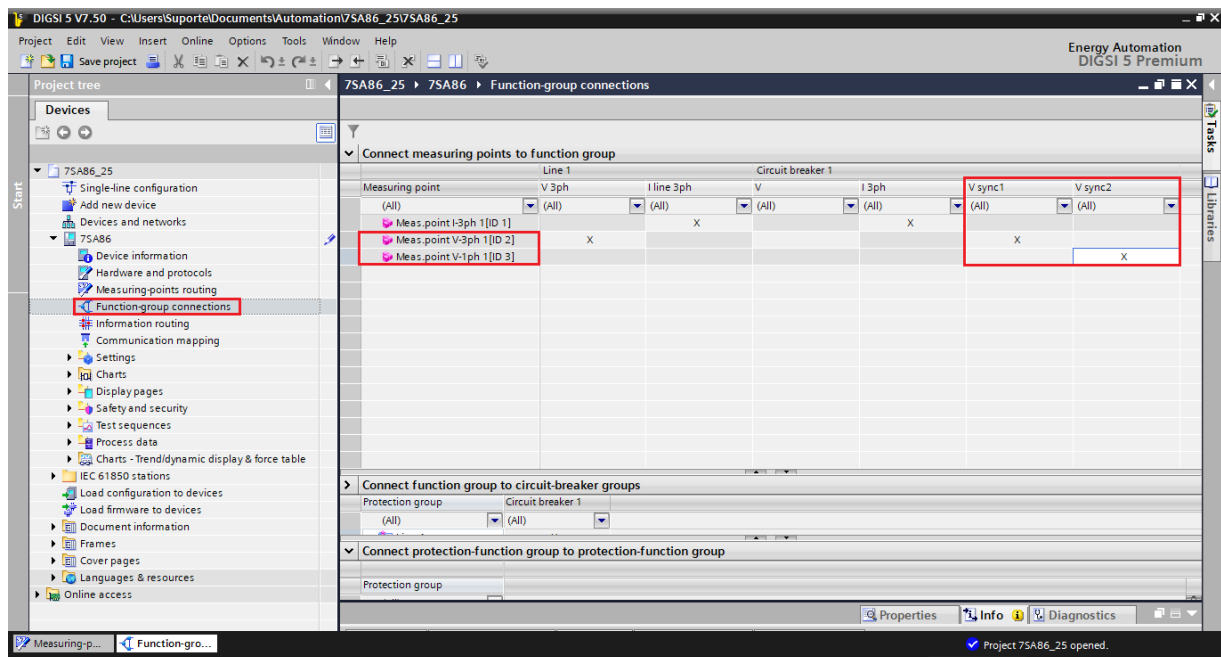 DIGSI 5 V7.50 - C:\Users\Suporte\Documents\Automation\7SA86_25\7SA86_25
Project Edit View Insert Online Options Tools Window Help
Energy Automation
DIGSI 5 Premium
Save project
Project tree
7SA86_25 ▸ 7SA86 ▸ Function-group connections
Devices
Start
Tasks
Libraries
Connect measuring points to function group
Line 1 Circuit breaker 1
Measuring point V 3ph I line 3ph V I 3ph V sync1 V sync2
(All) (All) (All) (All) (All) (All) (All)
Meas.point I-3ph 1[ID 1] X X
Meas.point V-3ph 1[ID 2] X X
Meas.point V-1ph 1[ID 3] X
7SA86_25
Single-line configuration
Add new device
Devices and networks
7SA86
Device information
Hardware and protocols
Measuring-points routing
Function-group connections
Information routing
Communication mapping
Settings
Charts
Display pages
Safety and security
Test sequences
Process data
Charts - Trend/dynamic display & force table
IEC 61850 stations
Load configuration to devices
Load firmware to devices
Document information
Frames
Cover pages
Languages & resources
Online access
Connect function group to circuit-breaker groups
Protection group Circuit breaker 1
(All) (All)
Connect protection-function group to protection-function group
Protection group
Properties Info Diagnostics
Measuring-p... Function-gro...
Project 7SA86_25 opened.